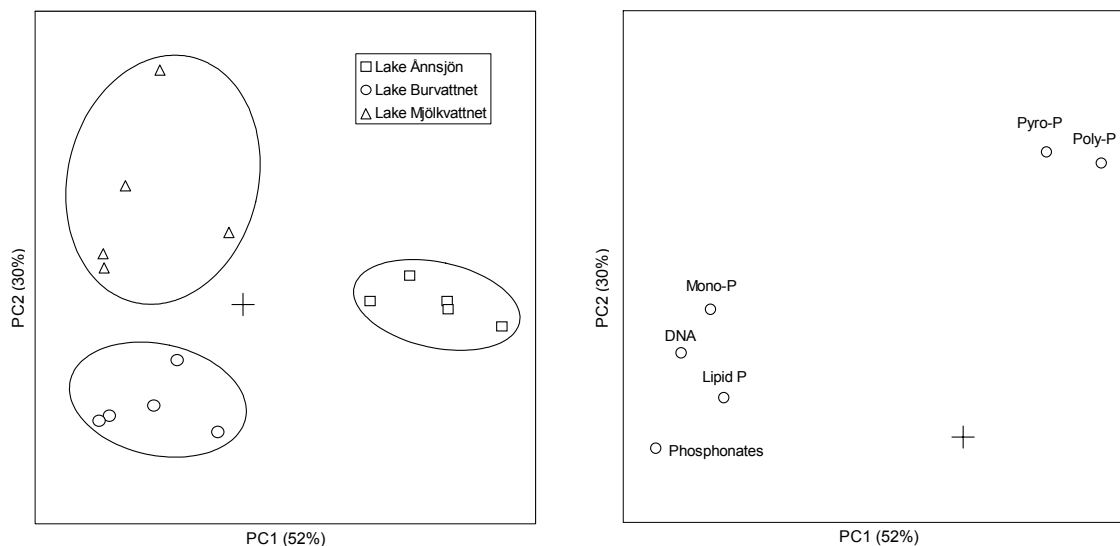 Lake Ånnsjön
Lake Burvattnet
Lake Mjölkvattnet
PC2 (30%)
PC1 (52%)
Pyro-P
Poly-P
Mono-P
DNA
Lipid P
Phosphonates
PC2 (30%)
PC1 (52%)